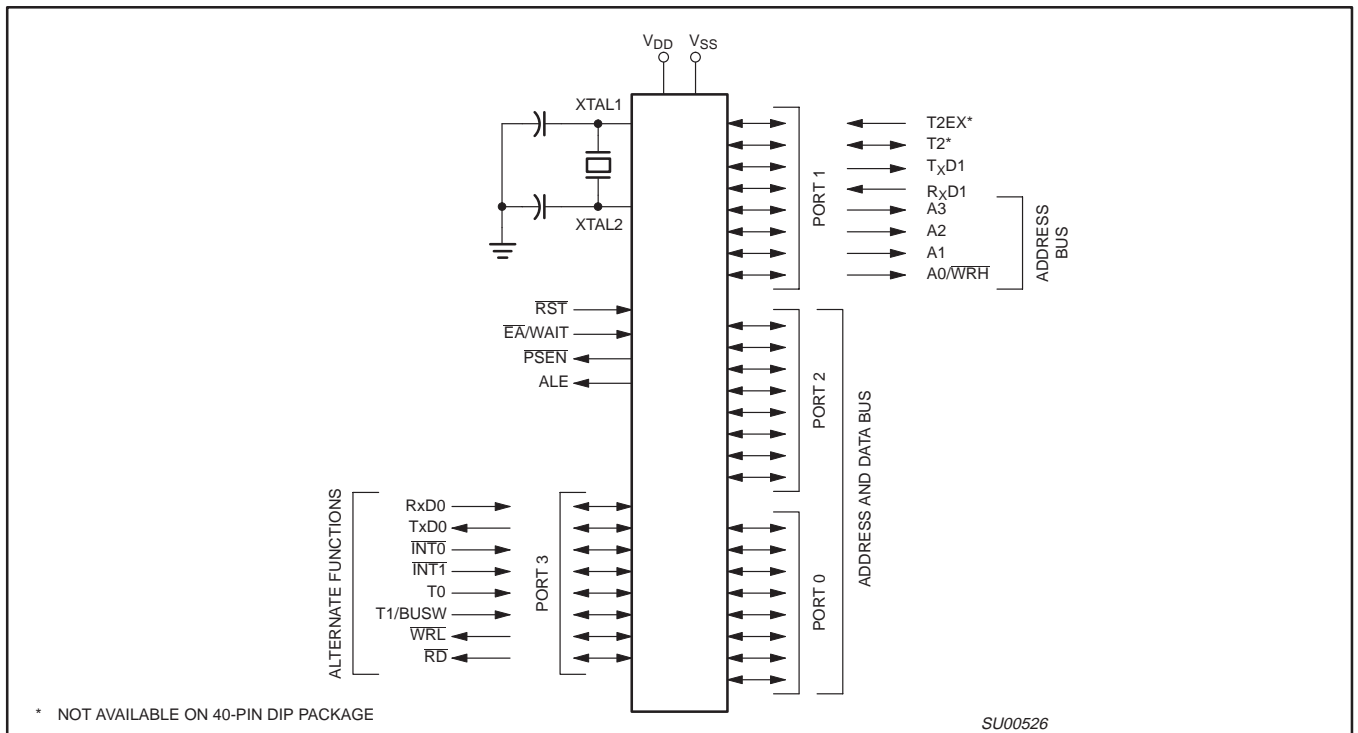 VDD VSS
XTAL1
XTAL2
RST
EA/WAIT
PSEN
ALE
ALTERNATE FUNCTIONS
RxD0
TxD0
INT0
INT1
T0
T1/BUSW
WRL
RD
PORT 3
PORT 1
T2EX*
T2*
TXD1
RXD1
A3
A2
A1
A0/WRH
ADDRESS
BUS
PORT 2
PORT 0
ADDRESS AND DATA BUS
* NOT AVAILABLE ON 40-PIN DIP PACKAGE
SU00526